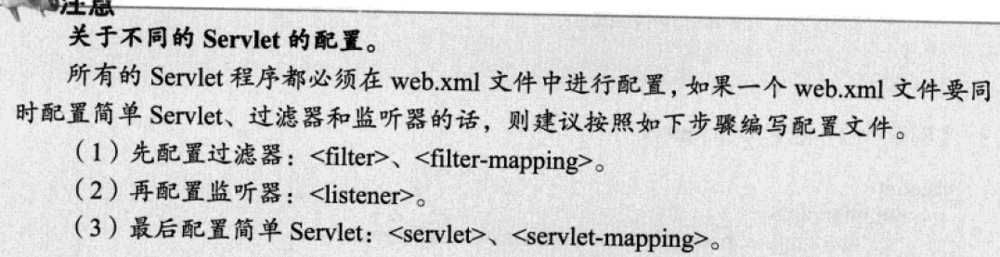 注意
关于不同的 Servlet 的配置。
所有的 Servlet 程序都必须在 web.xml 文件中进行配置，如果一个 web.xml 文件要同
时配置简单 Servlet、过滤器和监听器的话，则建议按照如下步骤编写配置文件。
（1）先配置过滤器：<filter>、<filter-mapping>。
（2）再配置监听器：<listener>。
（3）最后配置简单 Servlet：<servlet>、<servlet-mapping>。